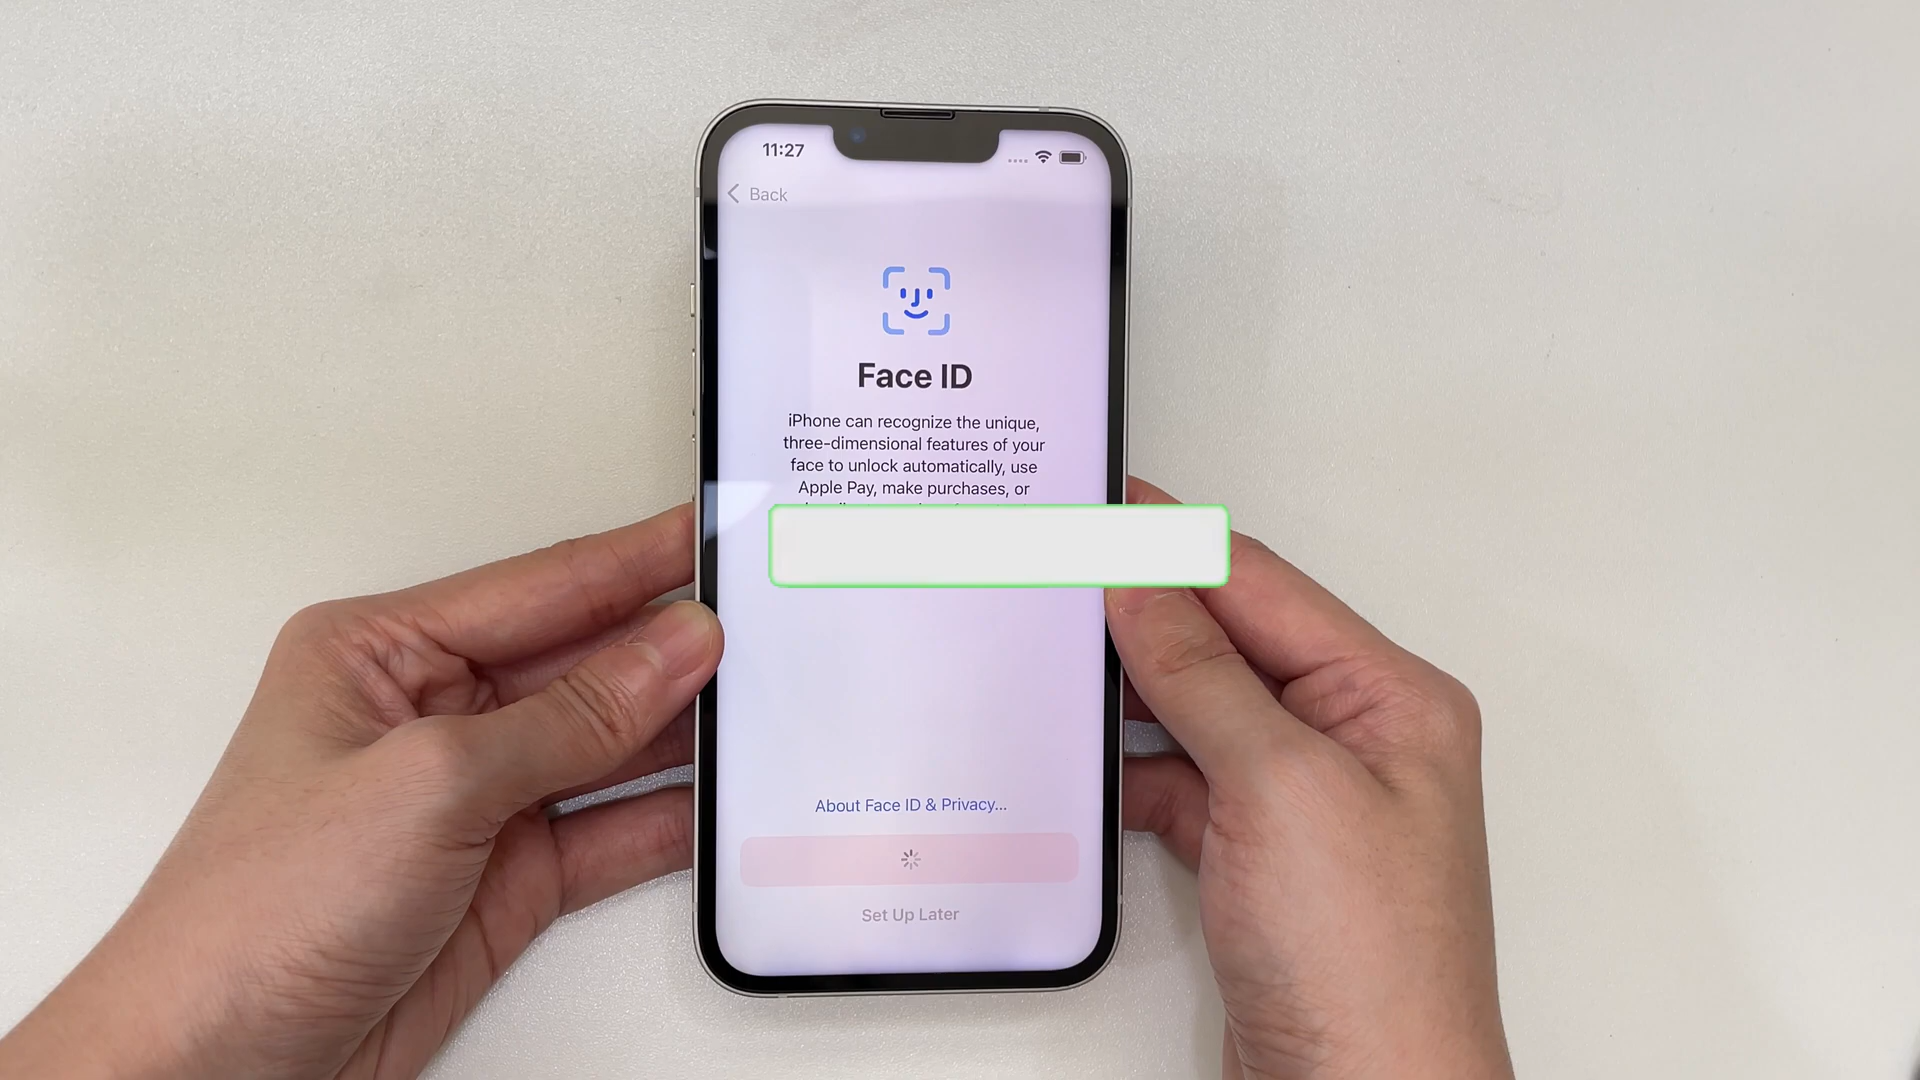 11:27
Back
Face ID
iPhone can recognize the unique,
three-dimensional features of your
face to unlock automatically, use
Apple Pay, make purchases, or
About Face ID & Privacy...
Set Up Later